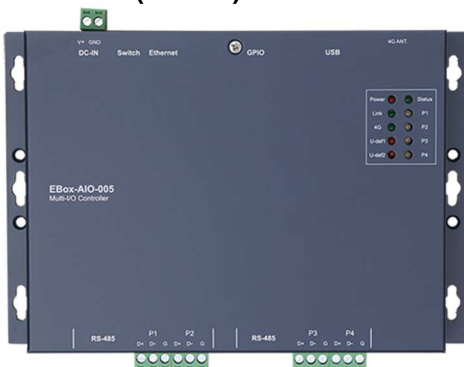 V+ GND
DC-IN Switch Ethernet GPIO USB 4G ANT.
Power Status
Link P1
4G P2
U-def1 P3
U-def2 P4
EBox-AIO-005
Multi-I/O Controller
P1 P2 P3 P4
RS-485 D+ D- G D+ D- G RS-485 D+ D- G D+ D- G